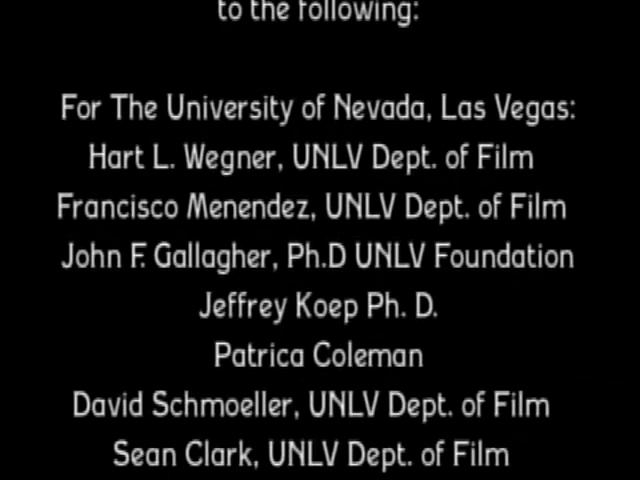 to the following:
For The University of Nevada, Las Vegas:
Hart L. Wegner, UNLV Dept. of Film
Francisco Menendez, UNLV Dept. of Film
John F. Gallagher, Ph.D UNLV Foundation
Jeffrey Koep Ph. D.
Patrica Coleman
David Schmoeller, UNLV Dept. of Film
Sean Clark, UNLV Dept. of Film